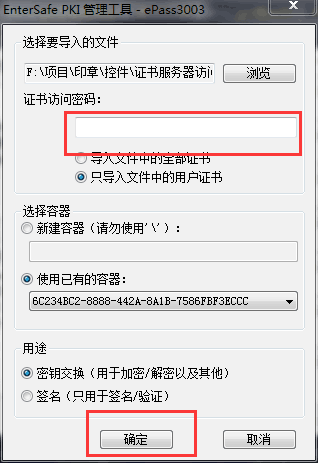 EnterSafe PKI 管理工具 - ePass3003
选择要导入的文件
F:\项目\印章\控件\证书服务器访问 浏览
证书访问密码：
导入文件中的全部证书
只导入文件中的用户证书
选择容器
新建容器（请勿使用'\'）：
使用已有的容器：
6C234BC2-8888-442A-8A1B-7586FBF3ECCC
用途
密钥交换（用于加密/解密以及其他）
签名（只用于签名/验证）
确定 取消